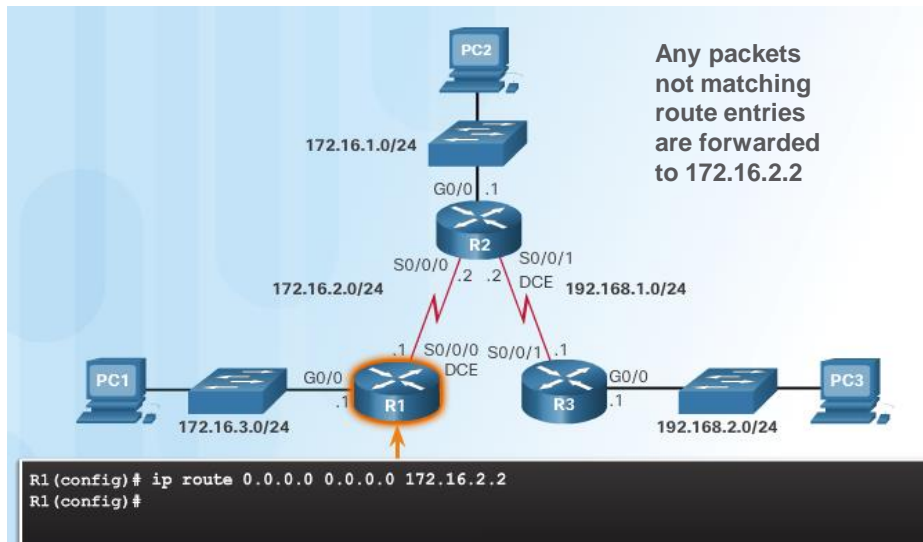 PC2
Any packets
not matching
route entries
are forwarded
to 172.16.2.2
172.16.1.0/24
G0/0 .1
R2
S0/0/0 S0/0/1
.2 .2 DCE
172.16.2.0/24 192.168.1.0/24
.1 S0/0/0 S0/0/1 .1
DCE
PC1 G0/0 R1 R3 G0/0 PC3
.1 .1
172.16.3.0/24 192.168.2.0/24
R1(config)# ip route 0.0.0.0 0.0.0.0 172.16.2.2
R1(config)#